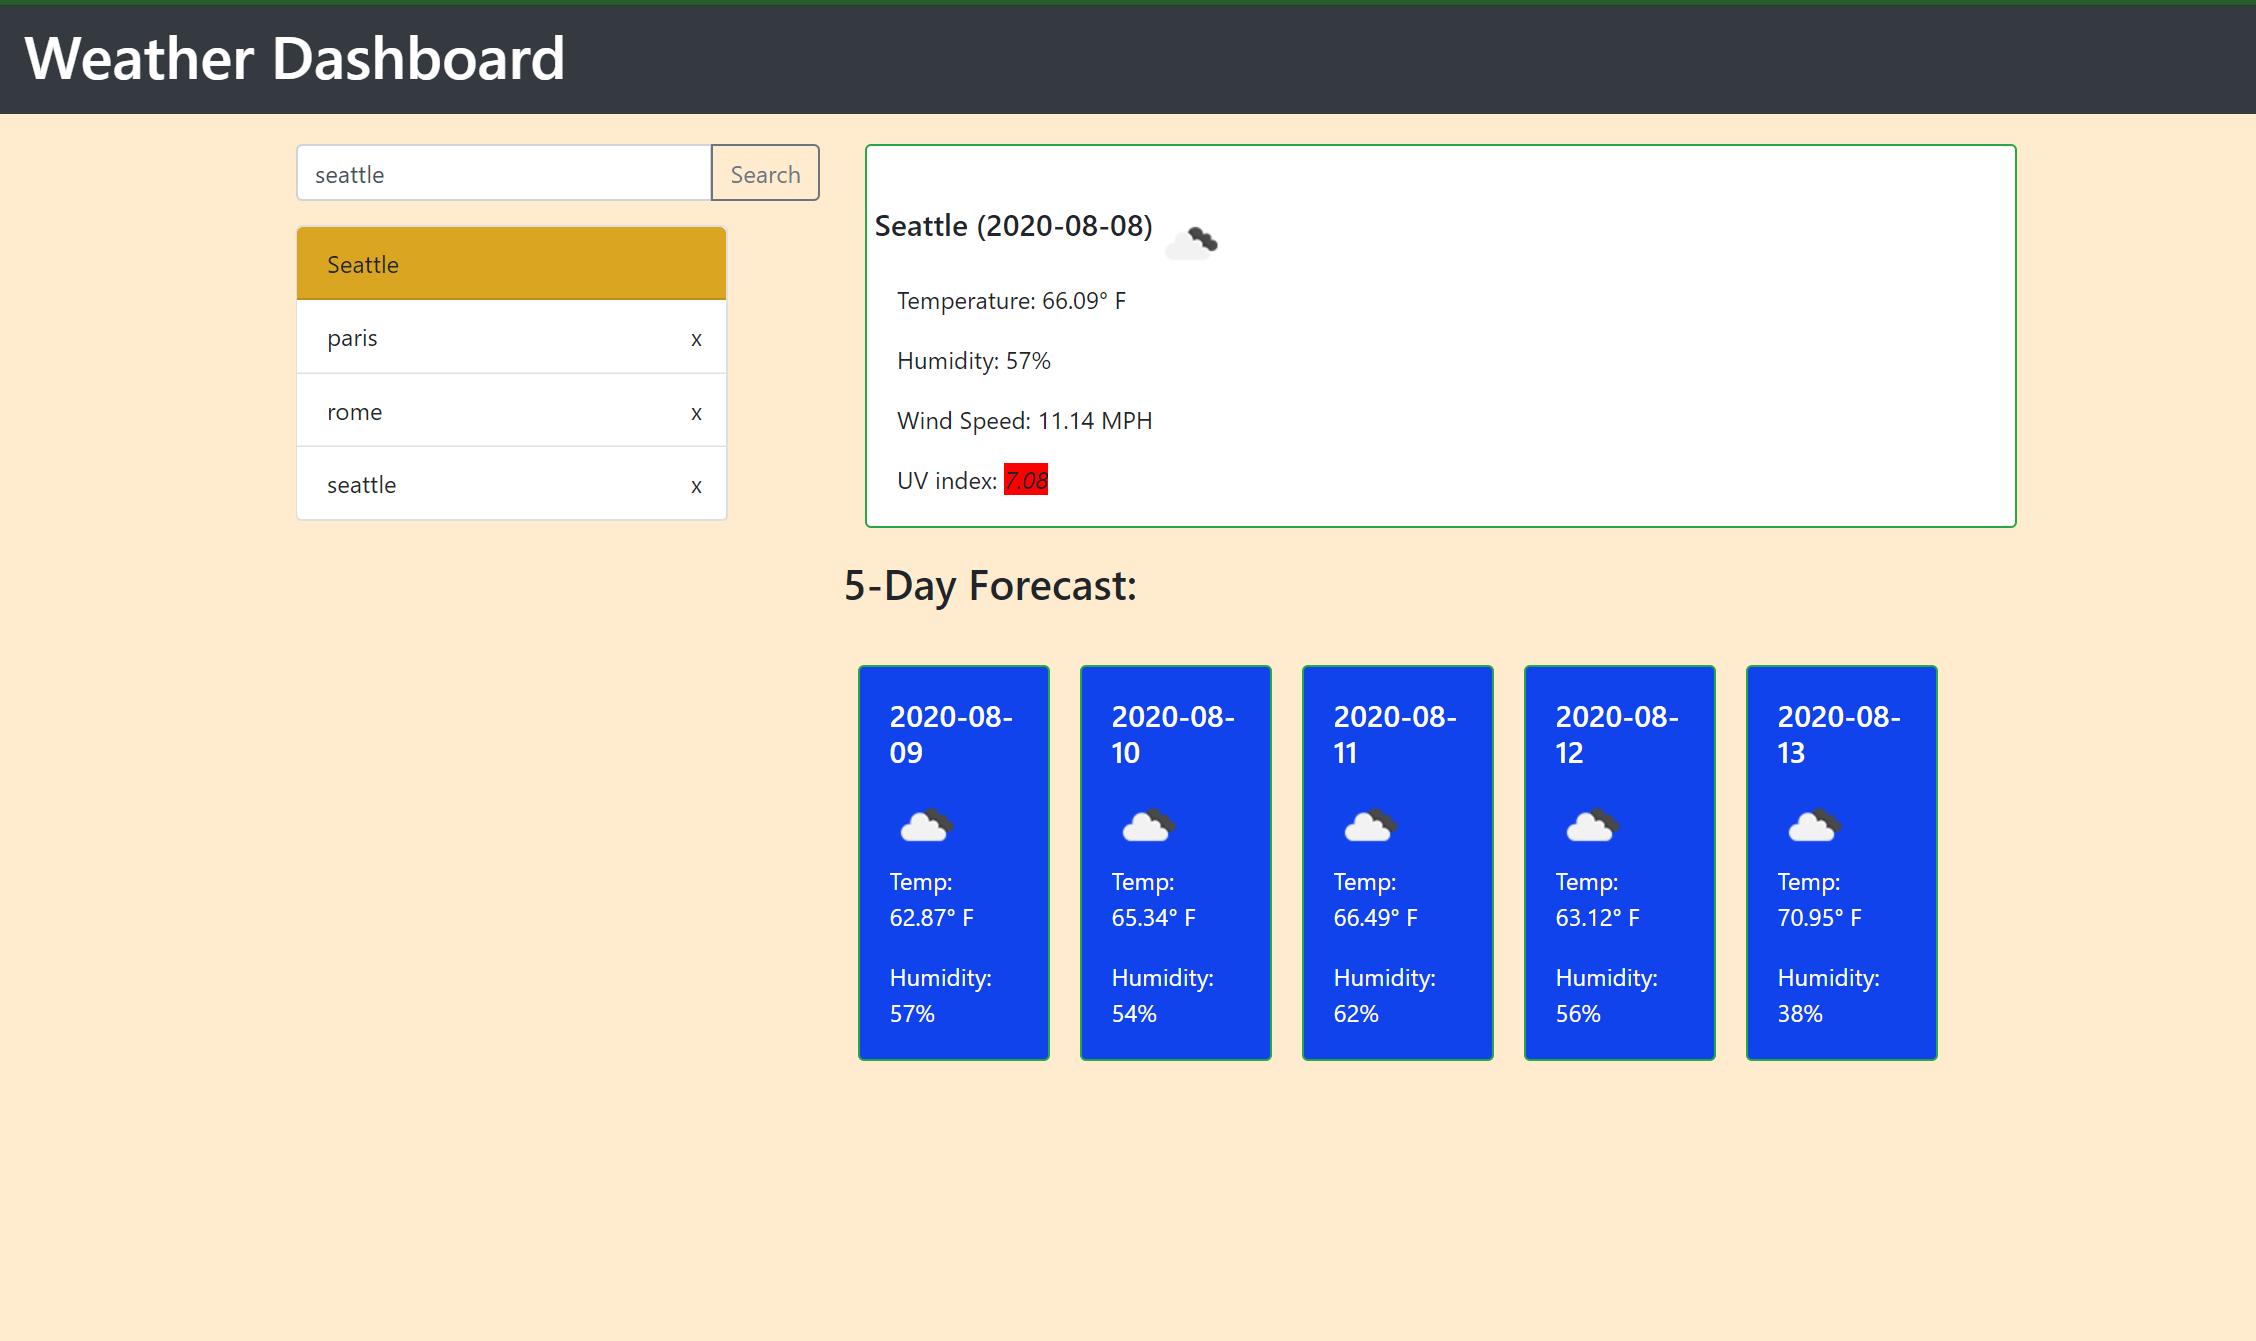 Weather Dashboard
seattle
Search
Seattle
paris x
rome x
seattle x
Seattle (2020-08-08)
Temperature: 66.09° F
Humidity: 57%
Wind Speed: 11.14 MPH
UV index: 7.08
5-Day Forecast:
2020-08-
09
Temp:
62.87° F
Humidity:
57%
2020-08-
10
Temp:
65.34° F
Humidity:
54%
2020-08-
11
Temp:
66.49° F
Humidity:
62%
2020-08-
12
Temp:
63.12° F
Humidity:
56%
2020-08-
13
Temp:
70.95° F
Humidity:
38%